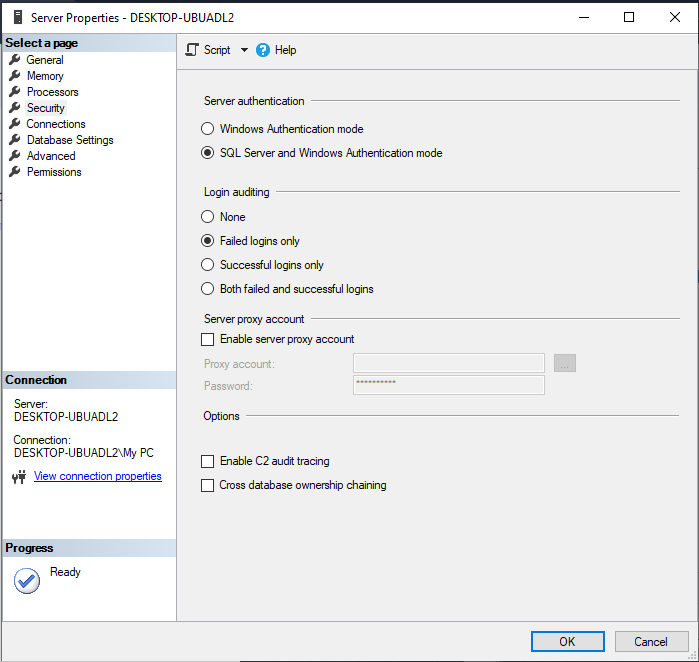 Server Properties - DESKTOP-UBUADL2
Select a page
General
Memory
Processors
Security
Connections
Database Settings
Advanced
Permissions
Connection
Server:
DESKTOP-UBUADL2
Connection:
DESKTOP-UBUADL2\My PC
View connection properties
Progress
Ready
Script
Help
Server authentication
Windows Authentication mode
SQL Server and Windows Authentication mode
Login auditing
None
Failed logins only
Successful logins only
Both failed and successful logins
Server proxy account
Enable server proxy account
Proxy account:
...
Password:
**********
Options
Enable C2 audit tracing
Cross database ownership chaining
OK
Cancel